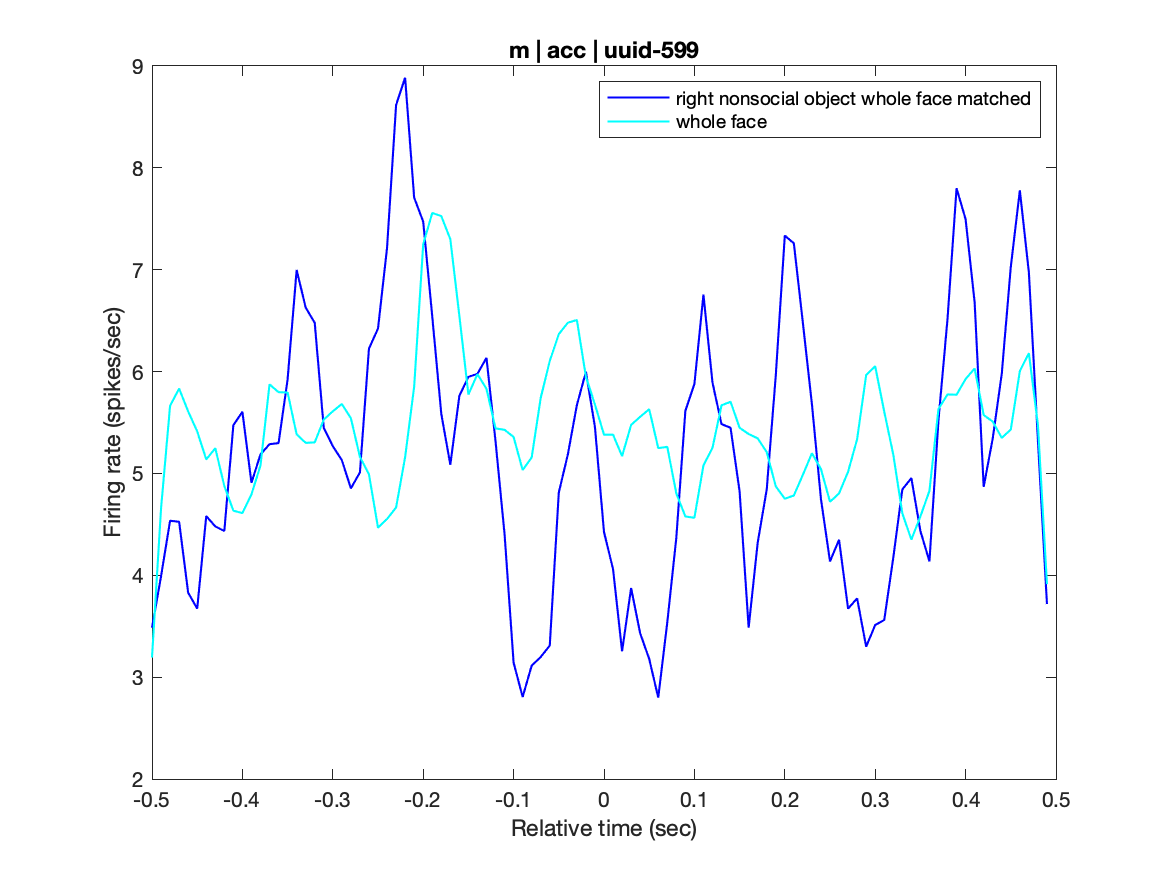 m | acc | uuid-599
right nonsocial object whole face matched
whole face
Firing rate (spikes/sec)
9
8
7
6
5
4
3
2
-0.5 -0.4 -0.3 -0.2 -0.1 0 0.1 0.2 0.3 0.4 0.5
Relative time (sec)